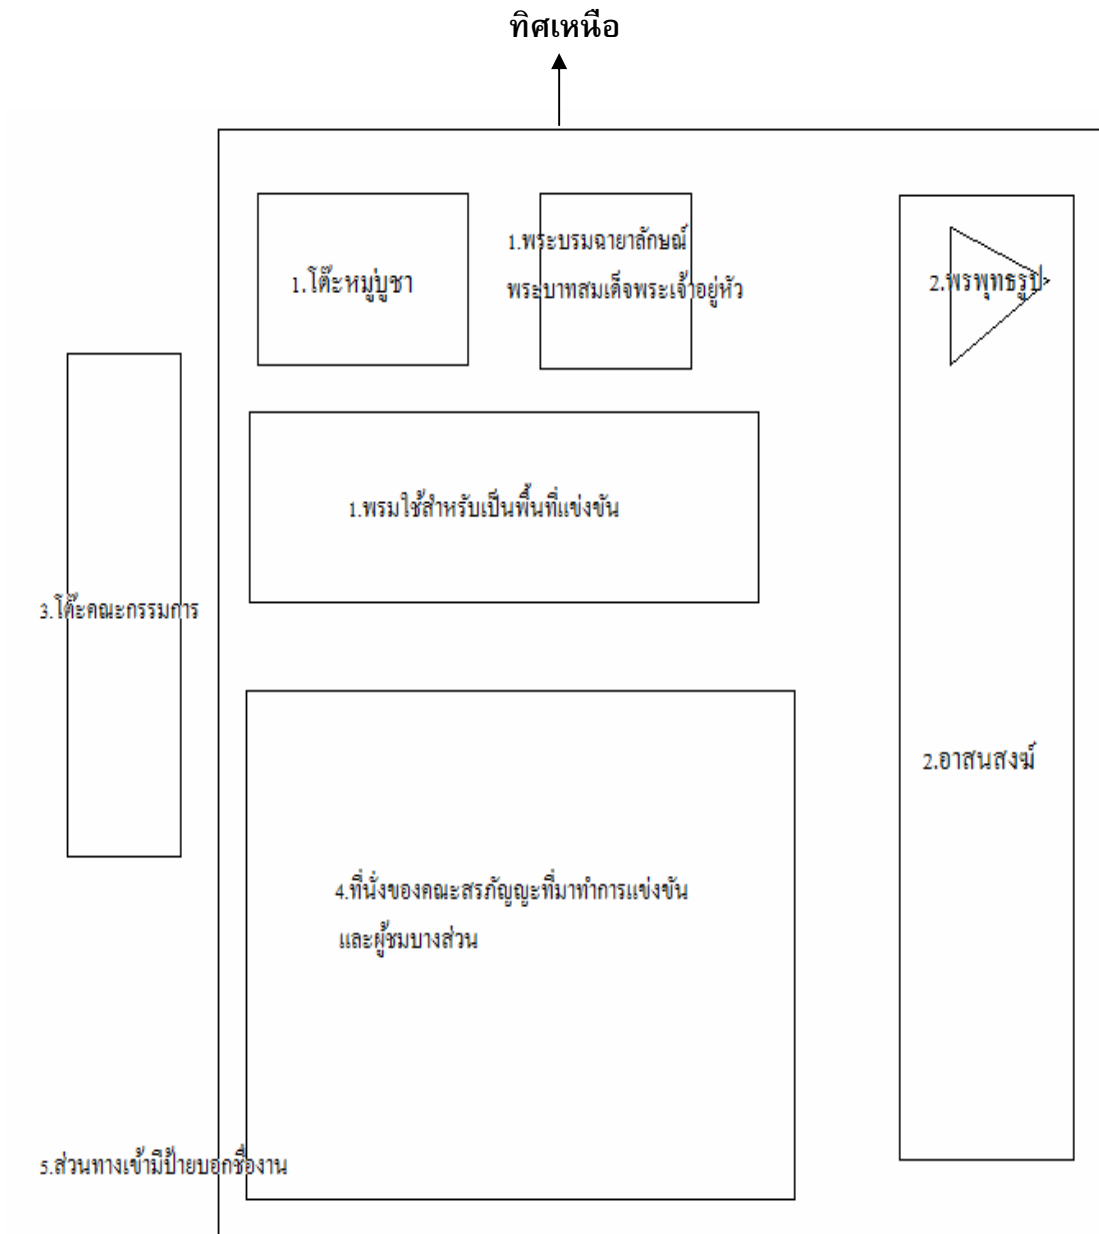 ทิศเหนือ
1.โต๊ะหมู่บูชา
1.พระบรมฉายาลักษณ์
พระบาทสมเด็จพระเจ้าอยู่หัว
2.พรพุทธรูป
1.พรมใช้สำหรับเป็นพื้นที่แข่งขัน
3.โต๊ะคณะกรรมการ
2.อาสนสงฆ์
4.ที่นั่งของคณะสรภัญญะที่มาทำการแข่งขัน
และผู้ชมบางส่วน
5.ส่วนทางเข้ามีป้ายบอกชื่องาน